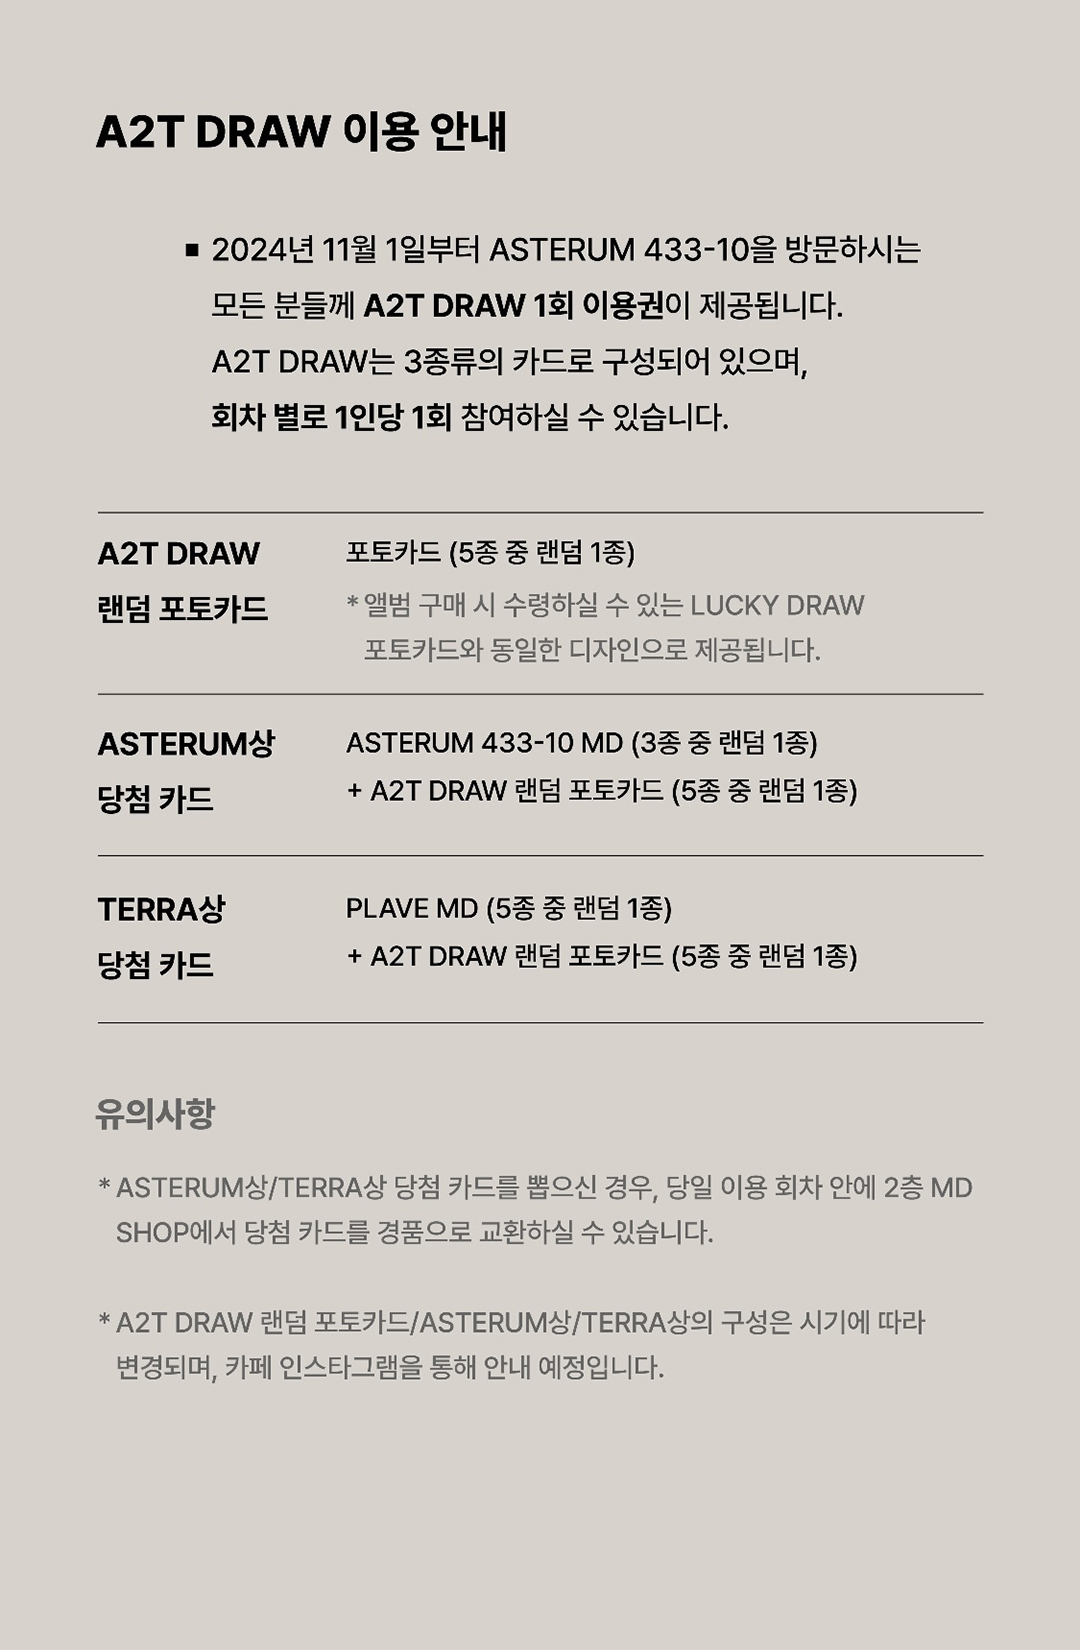 A2T DRAW 이용 안내
▪ 2024년 11월 1일부터 ASTERUM 433-10을 방문하시는
모든 분들께 A2T DRAW 1회 이용권이 제공됩니다.
A2T DRAW는 3종류의 카드로 구성되어 있으며,
회차 별로 1인당 1회 참여하실 수 있습니다.
A2T DRAW
랜덤 포토카드
포토카드 (5종 중 랜덤 1종)
* 앨범 구매 시 수령하실 수 있는 LUCKY DRAW
포토카드와 동일한 디자인으로 제공됩니다.
ASTERUM상
당첨 카드
ASTERUM 433-10 MD (3종 중 랜덤 1종)
+ A2T DRAW 랜덤 포토카드 (5종 중 랜덤 1종)
TERRA상
당첨 카드
PLAVE MD (5종 중 랜덤 1종)
+ A2T DRAW 랜덤 포토카드 (5종 중 랜덤 1종)
유의사항
* ASTERUM상/TERRA상 당첨 카드를 뽑으신 경우, 당일 이용 회차 안에 2층 MD
SHOP에서 당첨 카드를 경품으로 교환하실 수 있습니다.
* A2T DRAW 랜덤 포토카드/ASTERUM상/TERRA상의 구성은 시기에 따라
변경되며, 카페 인스타그램을 통해 안내 예정입니다.